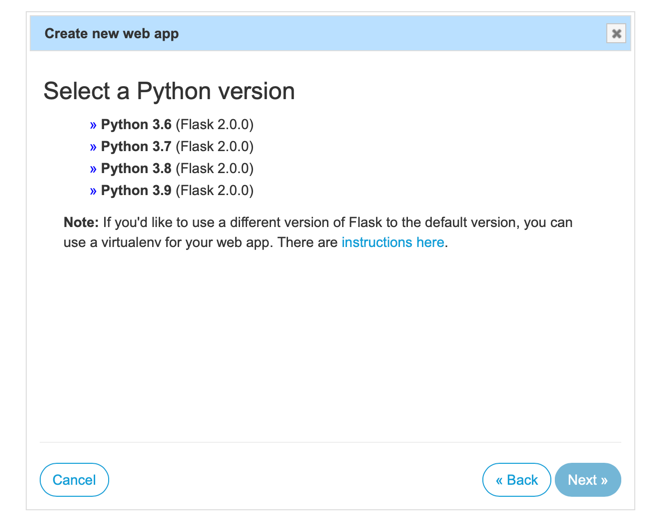 Create new web app
Select a Python version
» Python 3.6 (Flask 2.0.0)
» Python 3.7 (Flask 2.0.0)
» Python 3.8 (Flask 2.0.0)
» Python 3.9 (Flask 2.0.0)
Note: If you'd like to use a different version of Flask to the default version, you can
use a virtualenv for your web app. There are instructions here.
Cancel
« Back
Next »